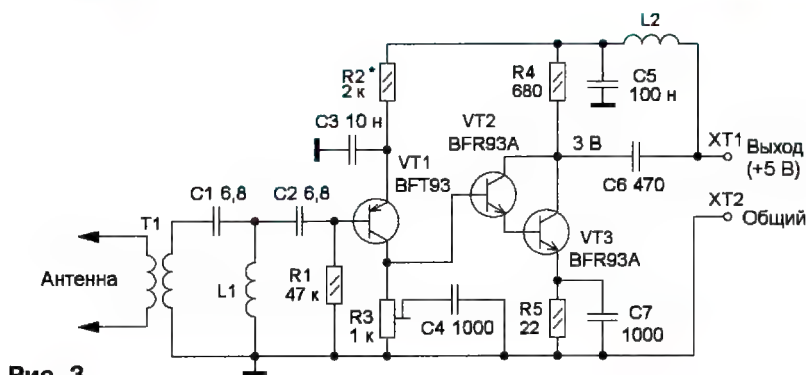 L2
R2*
2 к
R4
680
C5
100 н
C3 10 н
VT2
BFR93A
3 В
XT1
Выход
(+5 В)
VT1
BFT93
C6 470
C1 6,8
C2 6,8
XT2
Общий
T1
VT3
BFR93A
Антенна
L1
R1
47 к
R3
1 к
C4 1000
R5
22
C7
1000
Рис. 3